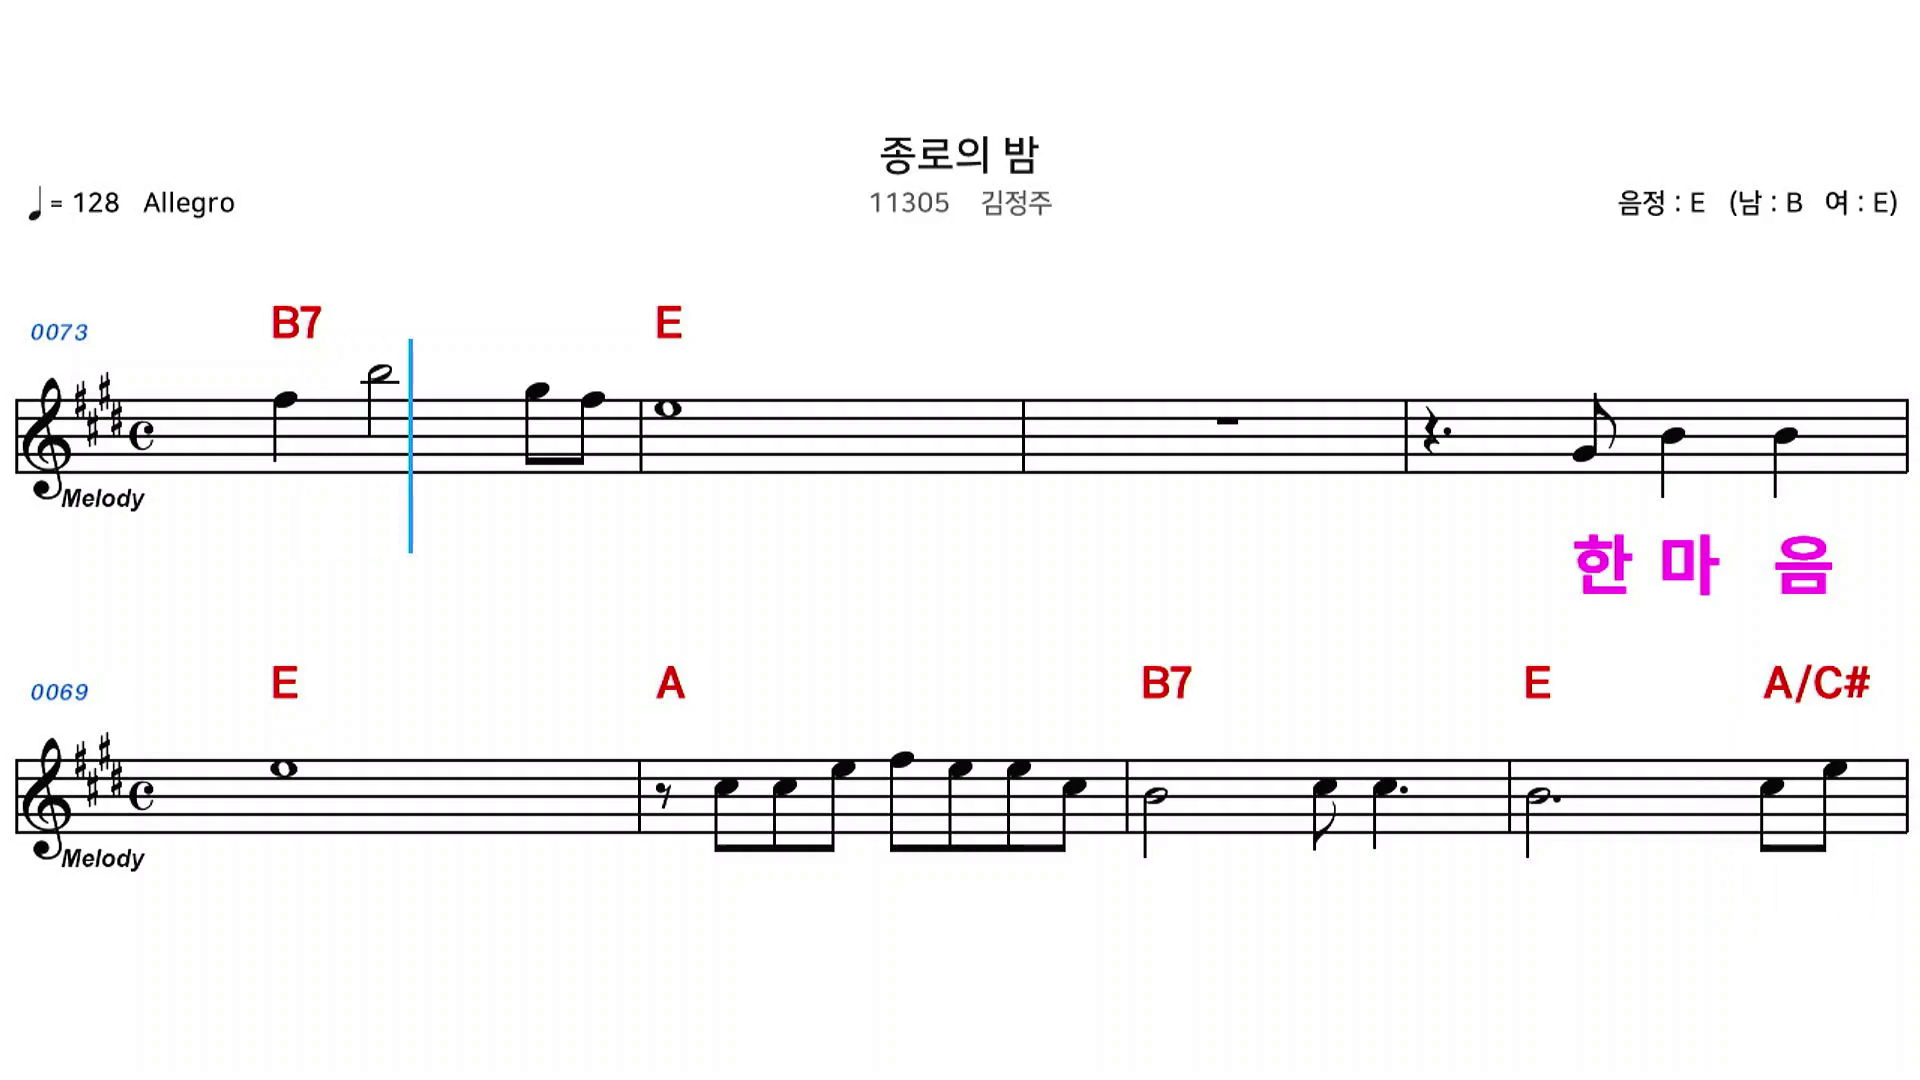 종로의 밤
♩ = 128 Allegro
11305 김정주
음정 : E (남 : B 여 : E)
0073 B7 E
Melody
한 마 음
0069 E A B7 E A/C#
Melody